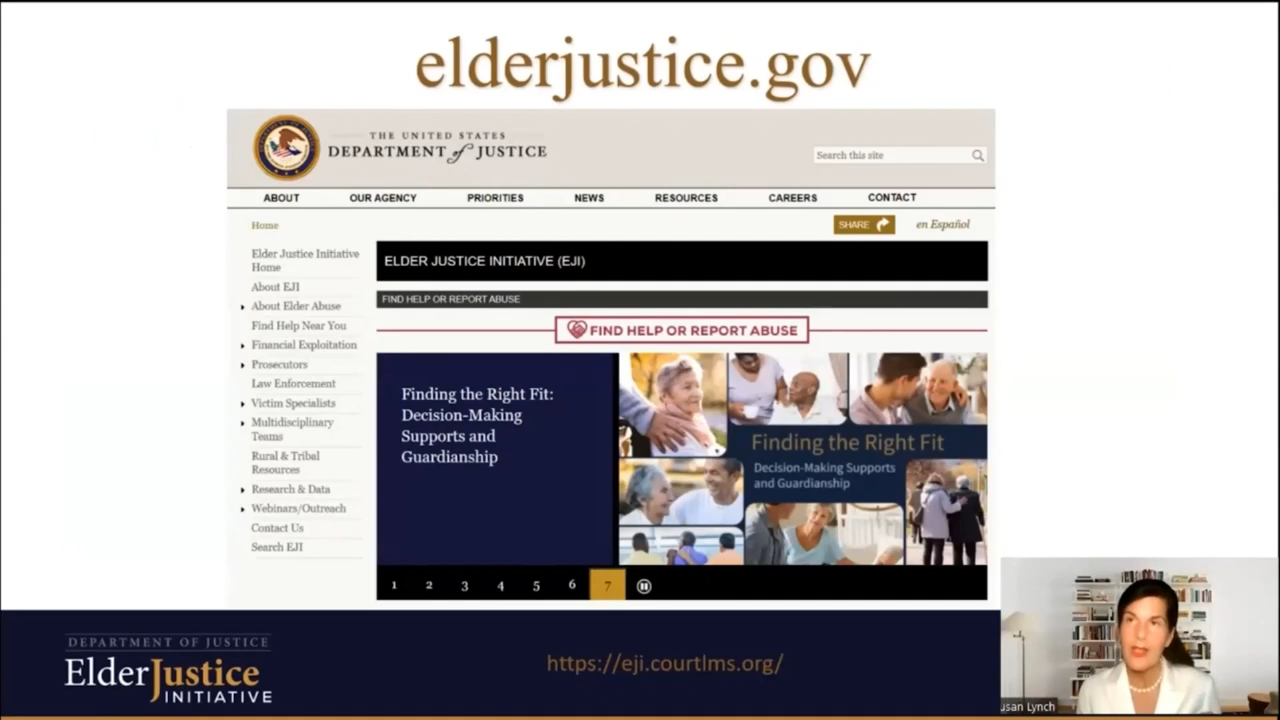 elderjustice.gov
THE UNITED STATES
DEPARTMENT of JUSTICE
Search this site
ABOUT OUR AGENCY PRIORITIES NEWS RESOURCES CAREERS CONTACT
Home
SHARE
en Español
Elder Justice Initiative
Home
About EJI
About Elder Abuse
Find Help Near You
Financial Exploitation
Prosecutors
Law Enforcement
Victim Specialists
Multidisciplinary
Teams
Rural & Tribal
Resources
Research & Data
Webinars/Outreach
Contact Us
Search EJI
ELDER JUSTICE INITIATIVE (EJI)
FIND HELP OR REPORT ABUSE
FIND HELP OR REPORT ABUSE
Finding the Right Fit:
Decision-Making
Supports and
Guardianship
Finding the Right Fit
Decision-Making Supports
and Guardianship
1 2 3 4 5 6 7
DEPARTMENT OF JUSTICE
Elder Justice
INITIATIVE
https://eji.courtlms.org/
usan Lynch